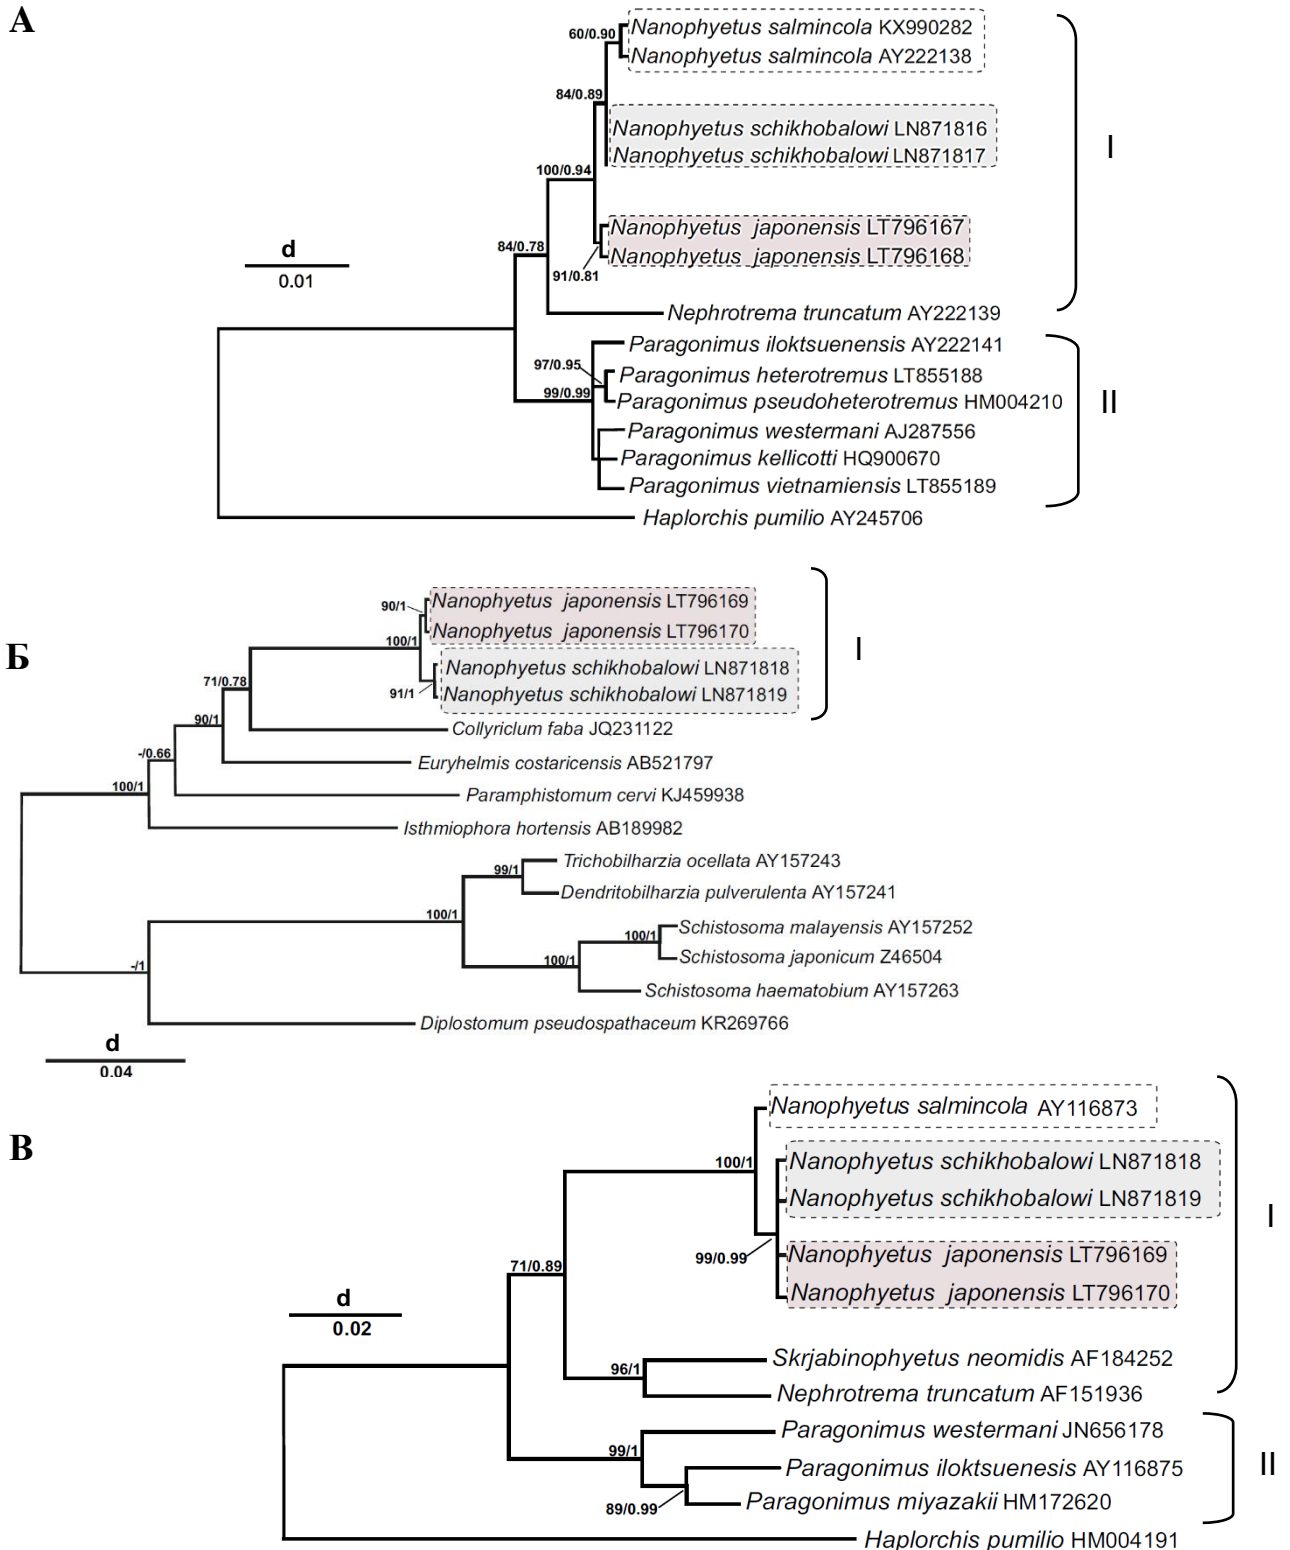 А
60/0.90
Nanophyetus salmincola KX990282
Nanophyetus salmincola AY222138
84/0.89
Nanophyetus schikhobalowi LN871816
Nanophyetus schikhobalowi LN871817
I
100/0.94
Nanophyetus japonensis LT796167
Nanophyetus japonensis LT796168
84/0.78
91/0.81
d
0.01
Nephrotrema truncatum AY222139
Paragonimus iloktsuenensis AY222141
97/0.95
Paragonimus heterotremus LT855188
99/0.99
Paragonimus pseudoheterotremus HM004210
II
Paragonimus westermani AJ287556
Paragonimus kellicotti HQ900670
Paragonimus vietnamiensis LT855189
Haplorchis pumilio AY245706
Б
90/1
Nanophyetus japonensis LT796169
Nanophyetus japonensis LT796170
100/1
I
Nanophyetus schikhobalowi LN871818
91/1
Nanophyetus schikhobalowi LN871819
71/0.78
90/1
Collyriclum faba JQ231122
-/0.66
Euryhelmis costaricensis AB521797
100/1
Paramphistomum cervi KJ459938
Isthmiophora hortensis AB189982
Trichobilharzia ocellata AY157243
99/1
Dendritobilharzia pulverulenta AY157241
100/1
Schistosoma malayensis AY157252
100/1
Schistosoma japonicum Z46504
100/1
-/1
Schistosoma haematobium AY157263
Diplostomum pseudospathaceum KR269766
d
0.04
В
Nanophyetus salmincola AY116873
100/1
Nanophyetus schikhobalowi LN871818
Nanophyetus schikhobalowi LN871819
I
99/0.99
Nanophyetus japonensis LT796169
Nanophyetus japonensis LT796170
71/0.89
d
0.02
Skrjabinophyetus neomidis AF184252
96/1
Nephrotrema truncatum AF151936
Paragonimus westermani JN656178
99/1
Paragonimus iloktsuenesis AY116875
II
89/0.99
Paragonimus miyazakii HM172620
Haplorchis pumilio HM004191